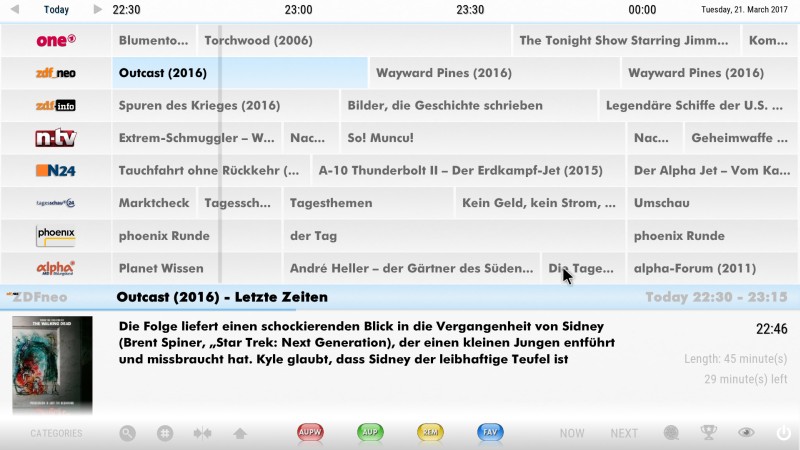 Today 22:30 23:00 23:30 00:00 Tuesday, 21. March 2017
one Blumento... Torchwood (2006) The Tonight Show Starring Jimm... Kom...
zdf_neo Outcast (2016) Wayward Pines (2016) Wayward Pines (2016)
zdf info Spuren des Krieges (2016) Bilder, die Geschichte schrieben Legendäre Schiffe der U.S. ...
n-tv Extrem-Schmuggler – W... Nac... So! Muncu! Nac... Geheimwaffe ...
N24 Tauchfahrt ohne Rückkehr (... A-10 Thunderbolt II – Der Erdkampf-Jet (2015) Der Alpha Jet – Vom Ka...
tagesschau24 Marktcheck Tagessch... Tagesthemen Kein Geld, kein Strom, ... Umschau
phoenix phoenix Runde der Tag phoenix Runde
alpha Planet Wissen André Heller – der Gärtner des Süden... Die Tage... alpha-Forum (2011)
ZDFneo Outcast (2016) - Letzte Zeiten Today 22:30 - 23:15
THE WALKING DEAD
Die Folge liefert einen schockierenden Blick in die Vergangenheit von Sidney
(Brent Spiner, „Star Trek: Next Generation), der einen kleinen Jungen entführt
und missbraucht hat. Kyle glaubt, dass Sidney der leibhaftige Teufel ist
22:46
Length: 45 minute(s)
29 minute(s) left
CATEGORIES AUPW AUP REM FAV NOW NEXT